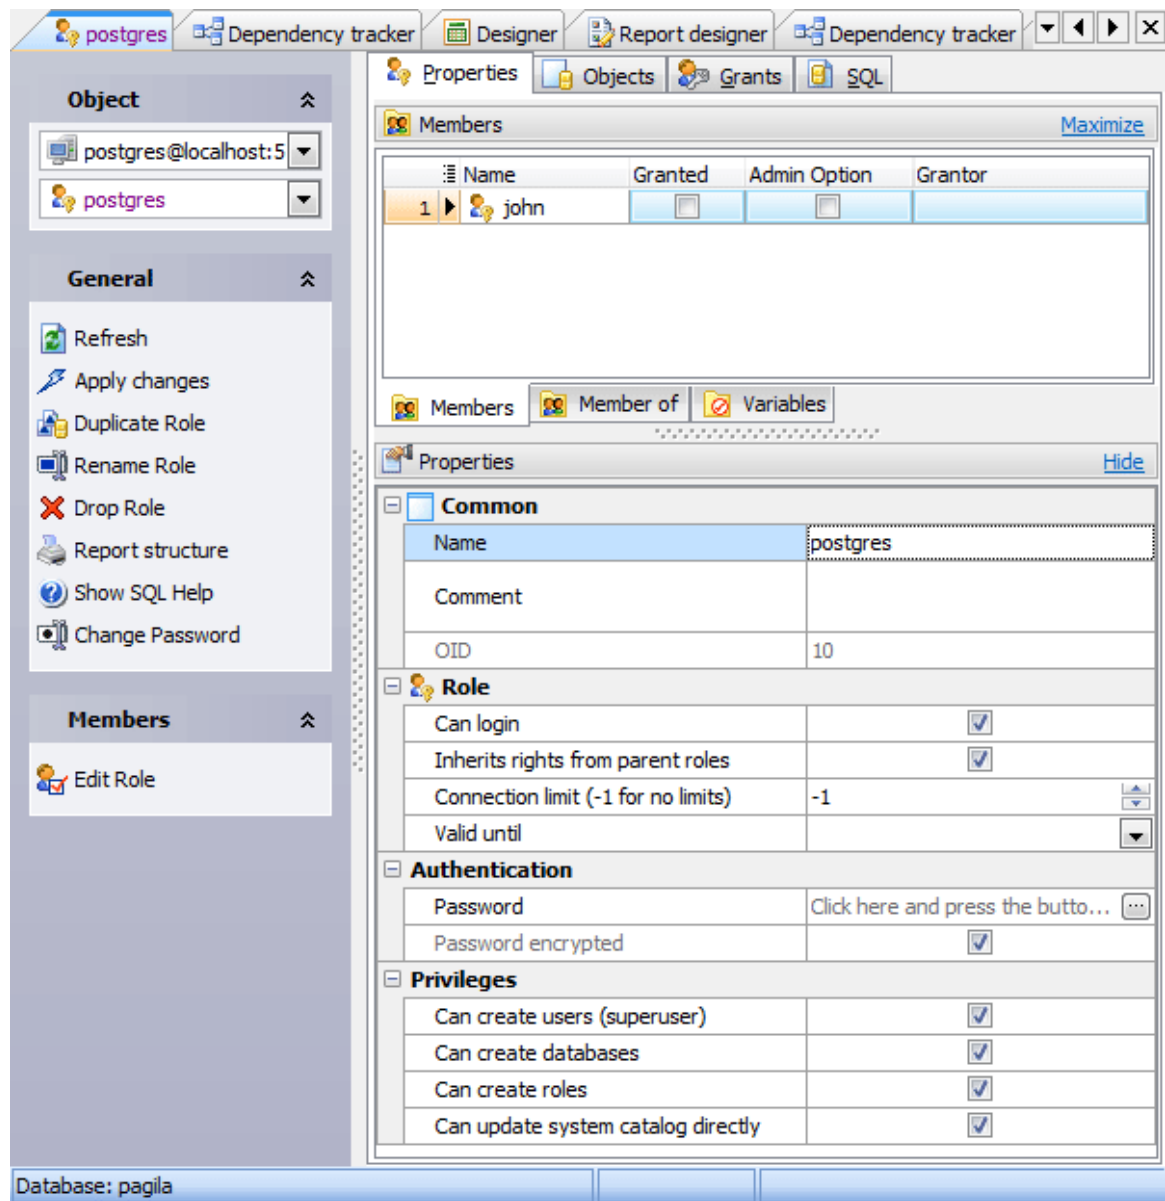 postgres Dependency tracker Designer Report designer Dependency tracker
Properties Objects Grants SQL
Object
postgres@localhost:5
postgres
General
Refresh
Apply changes
Duplicate Role
Rename Role
Drop Role
Report structure
Show SQL Help
Change Password
Members
Edit Role
Members Maximize
Name Granted Admin Option Grantor
1 john
Members Member of Variables
Properties Hide
Common
Name postgres
Comment
OID 10
Role
Can login
Inherits rights from parent roles
Connection limit (-1 for no limits) -1
Valid until
Authentication
Password Click here and press the butto...
Password encrypted
Privileges
Can create users (superuser)
Can create databases
Can create roles
Can update system catalog directly
Database: pagila